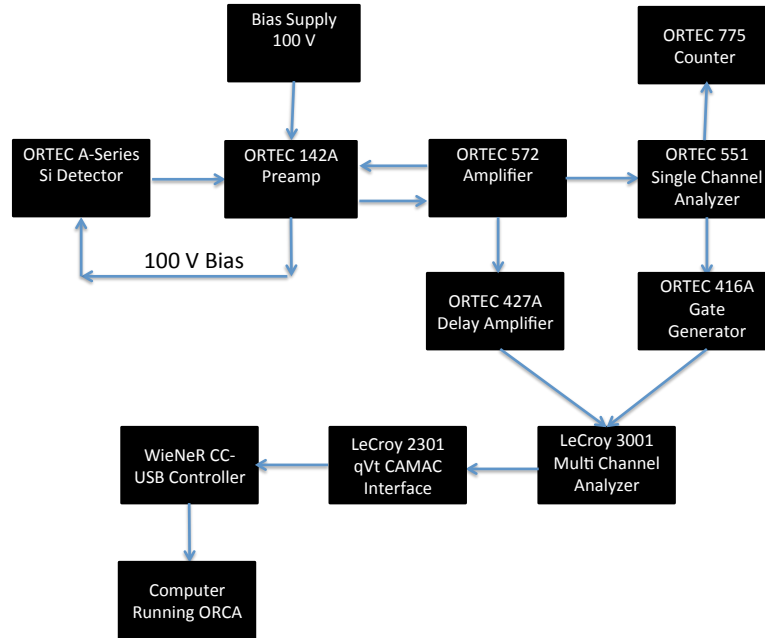 Bias Supply
100 V
ORTEC 775
Counter
ORTEC A-Series
Si Detector
ORTEC 142A
Preamp
ORTEC 572
Amplifier
ORTEC 551
Single Channel
Analyzer
100 V Bias
ORTEC 427A
Delay Amplifier
ORTEC 416A
Gate
Generator
WieNeR CC-
USB Controller
LeCroy 2301
qVt CAMAC
Interface
LeCroy 3001
Multi Channel
Analyzer
Computer
Running ORCA